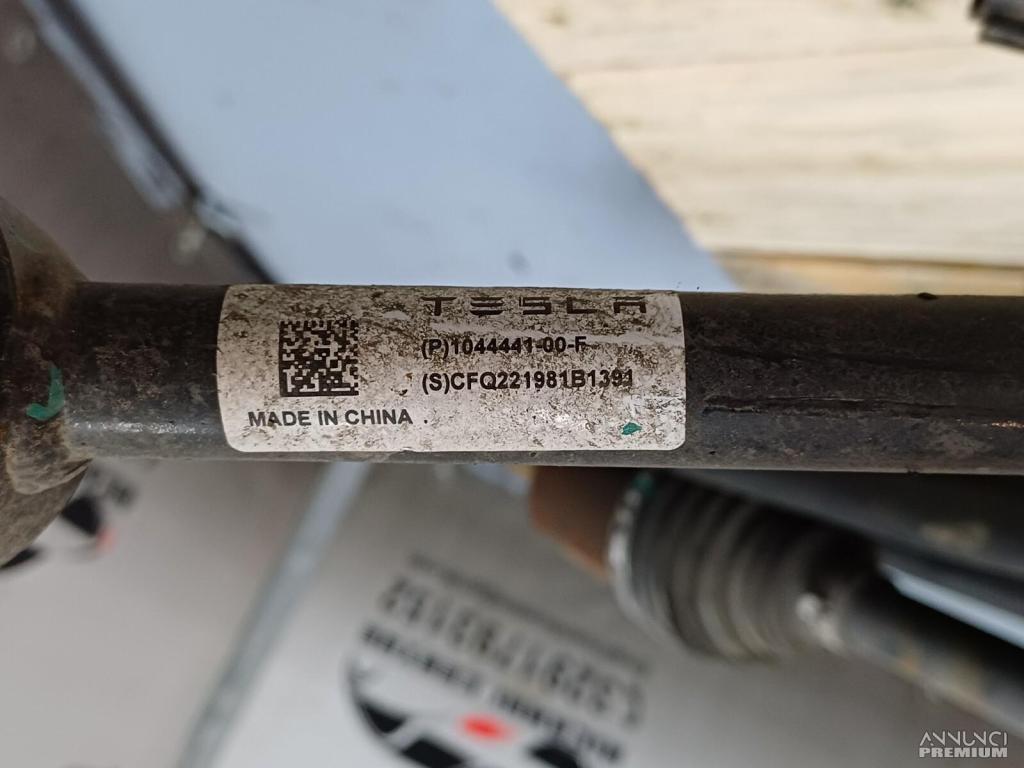 TESLA
(P)1044441-00-F
(S)CFQ221981B1391
MADE IN CHINA
ANNUNCI
PREMIUM